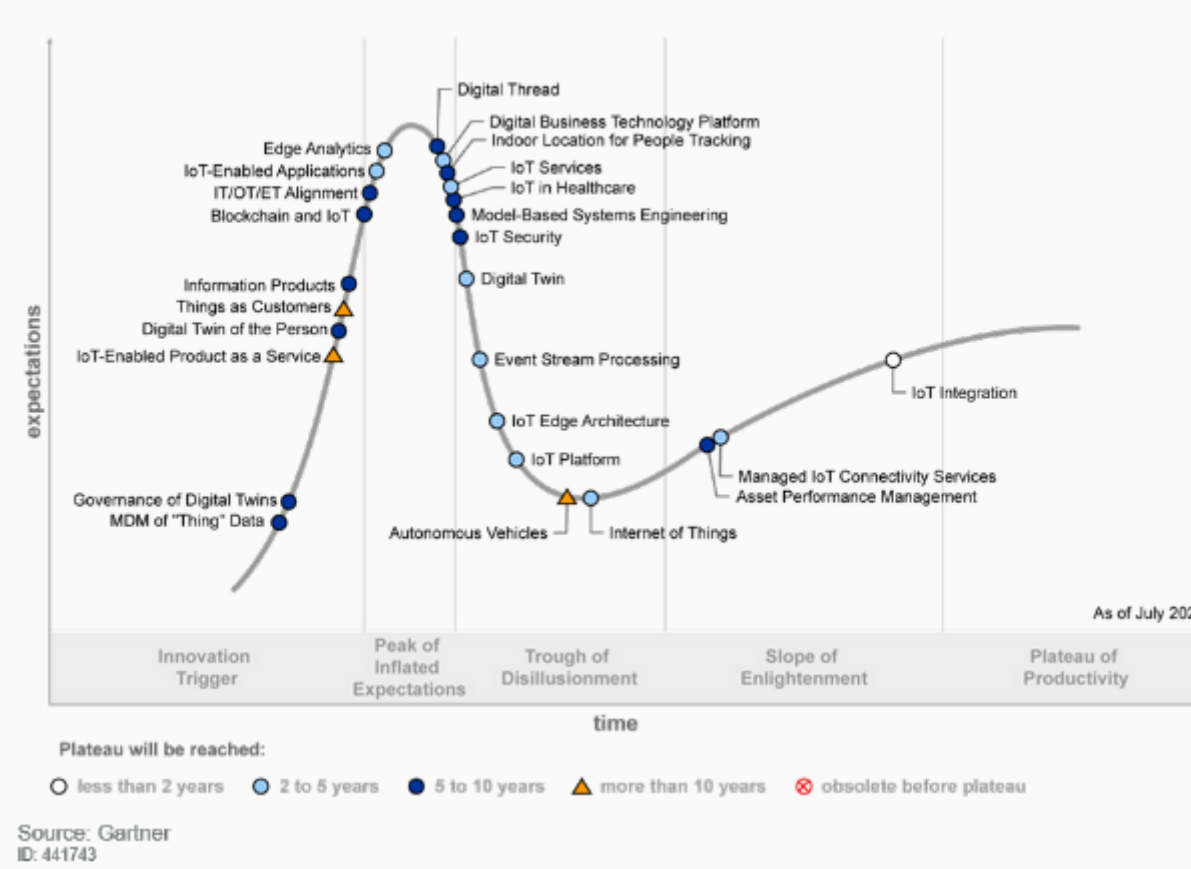 Digital Thread
Digital Business Technology Platform
Indoor Location for People Tracking
Edge Analytics
IoT-Enabled Applications
IoT Services
IT/OT/ET Alignment
IoT in Healthcare
Blockchain and IoT
Model-Based Systems Engineering
IoT Security
Digital Twin
Information Products
Things as Customers
Digital Twin of the Person
IoT-Enabled Product as a Service
Event Stream Processing
expectations
IoT Integration
IoT Edge Architecture
IoT Platform
Managed IoT Connectivity Services
Asset Performance Management
Governance of Digital Twins
MDM of "Thing" Data
Autonomous Vehicles
Internet of Things
As of July 202
Innovation
Trigger
Peak of
Inflated
Expectations
Trough of
Disillusionment
Slope of
Enlightenment
Plateau of
Productivity
time
Plateau will be reached:
less than 2 years
2 to 5 years
5 to 10 years
more than 10 years
obsolete before plateau
Source: Gartner
ID: 441743